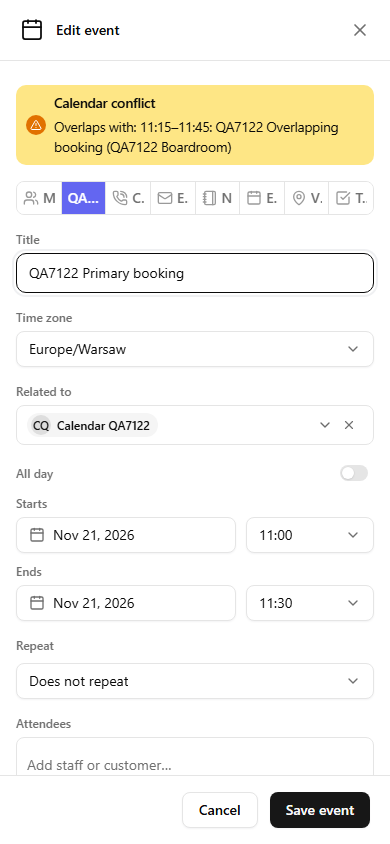 Edit event
Calendar conflict
Overlaps with: 11:15–11:45: QA7122 Overlapping
booking (QA7122 Boardroom)
M QA... C. E. N E. V. T.
Title
QA7122 Primary booking
Time zone
Europe/Warsaw
Related to
CQ Calendar QA7122
All day
Starts
Nov 21, 2026 11:00
Ends
Nov 21, 2026 11:30
Repeat
Does not repeat
Attendees
Add staff or customer...
Cancel Save event